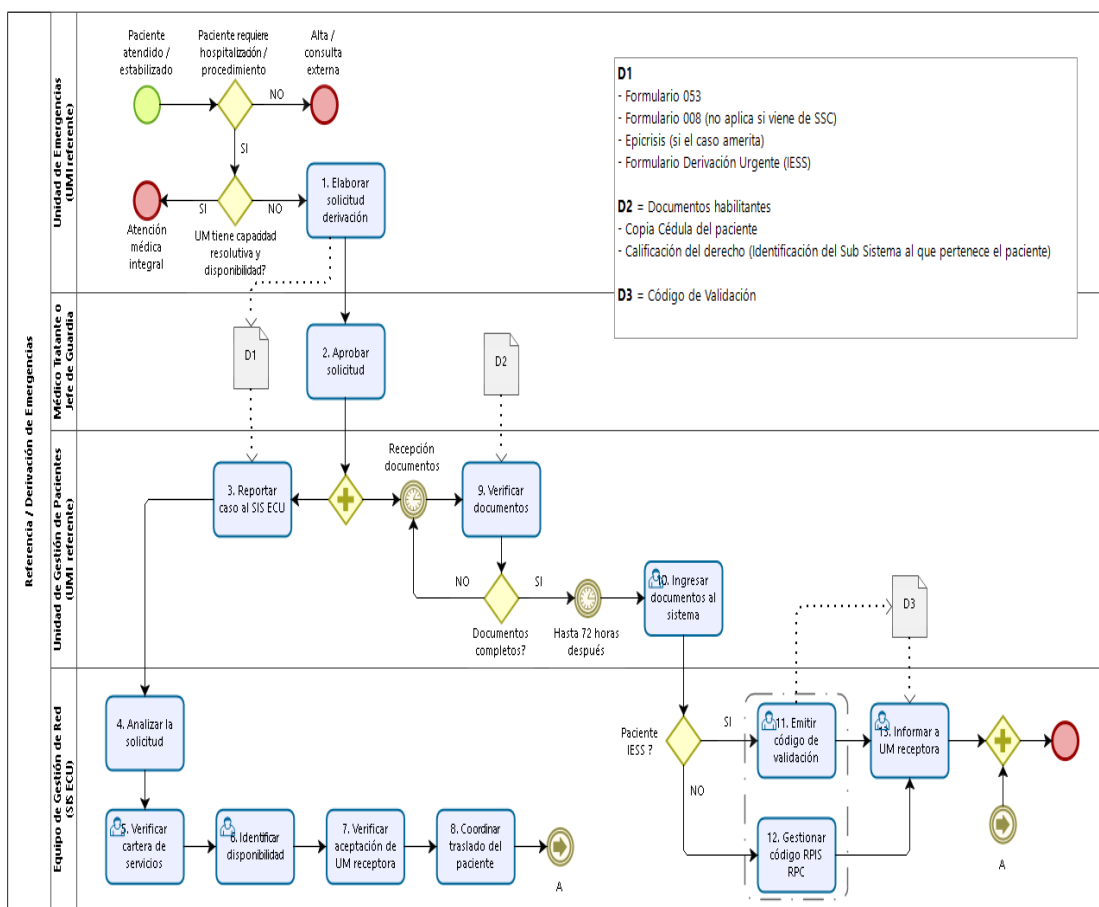 Referencia / Derivación de Emergencias
Unidad de Emergencias
(UMI referente)
Paciente
atendido /
estabilizado
Paciente requiere
hospitalización /
procedimiento
Alta /
consulta
externa
NO
SI
SI
NO
Atención
médica
integral
UM tiene capacidad
resolutiva y
disponibilidad?
1. Elaborar
solicitud
derivación
D1
- Formulario 053
- Formulario 008 (no aplica si viene de SSC)
- Epicrisis (si el caso amerita)
- Formulario Derivación Urgente (IESS)
D2 = Documentos habilitantes
- Copia Cédula del paciente
- Calificación del derecho (Identificación del Sub Sistema al que pertenece el paciente)
D3 = Código de Validación
Médico Tratante o
Jefe de Guardia
D1
2. Aprobar
solicitud
D2
Unidad de Gestión de Pacientes
(UMI referente)
3. Reportar
caso al SIS ECU
Recepción
documentos
9. Verificar
documentos
NO
SI
Documentos
completos?
Hasta 72 horas
después
10. Ingresar
documentos al
sistema
D3
Equipo de Gestión de Red
(SIS ECU)
4. Analizar la
solicitud
5. Verificar
cartera de
servicios
6. Identificar
disponibilidad
7. Verificar
aceptación de
UM receptora
8. Coordinar
traslado del
paciente
A
Paciente
IESS ?
SI
NO
11. Emitir
código de
validación
12. Gestionar
código RPIS
RPC
13. Informar a
UM receptora
A